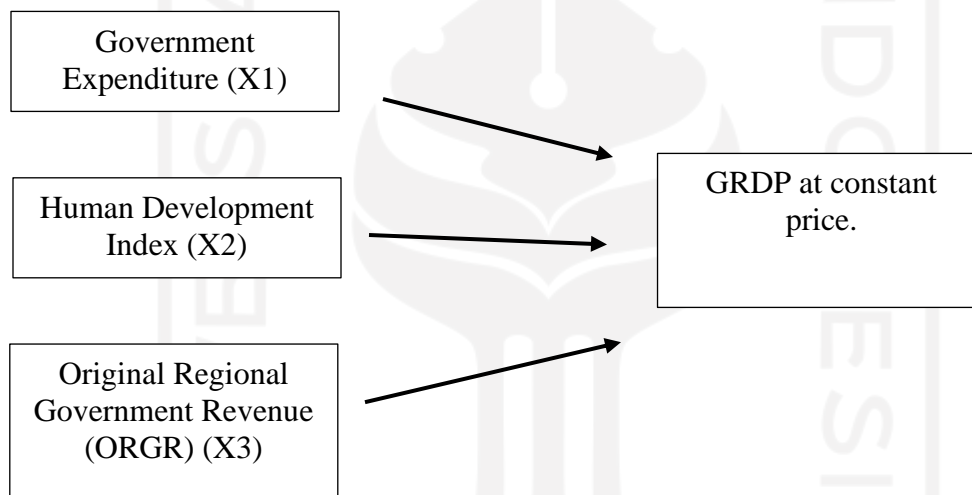 Government
Expenditure (X1)
Human Development
Index (X2)
Original Regional
Government Revenue
(ORGR) (X3)
GRDP at constant
price.